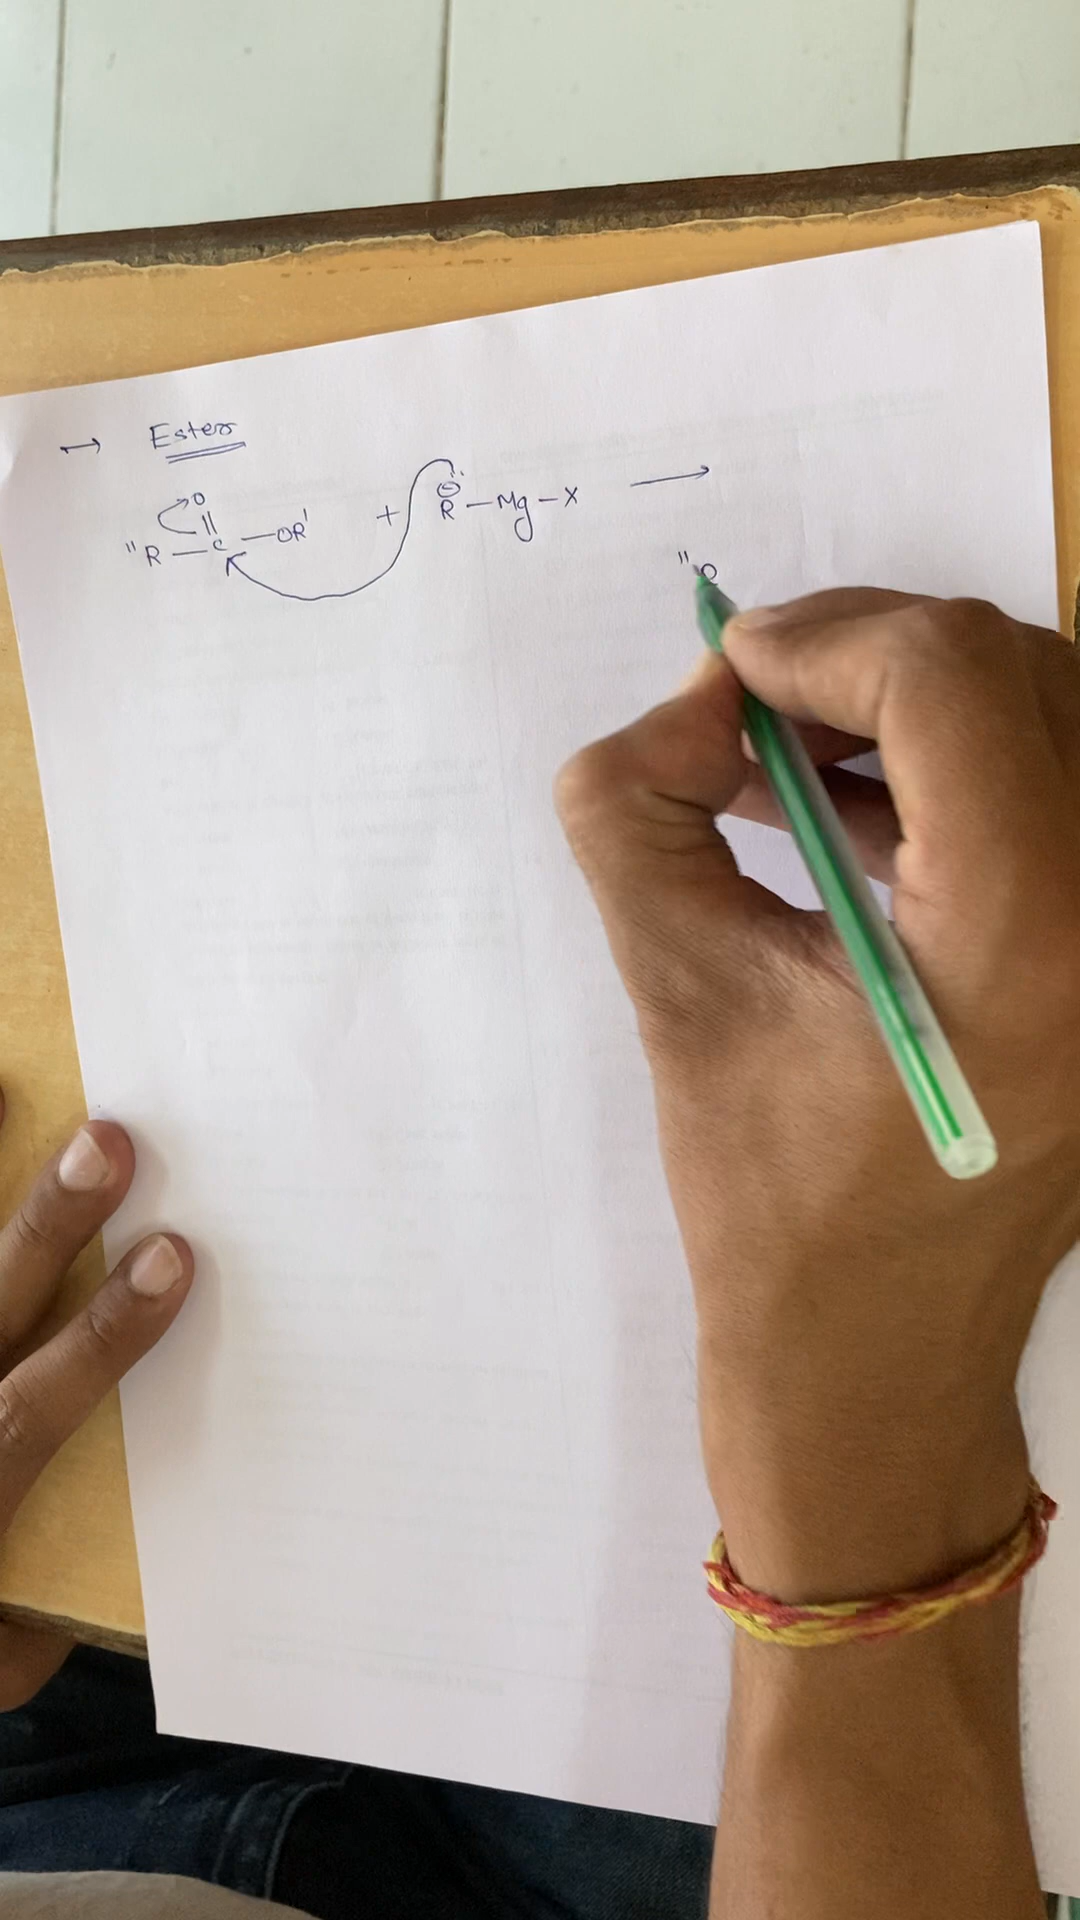 → Esters
O
||
"R — C — OR' + R — Mg — X →
"R